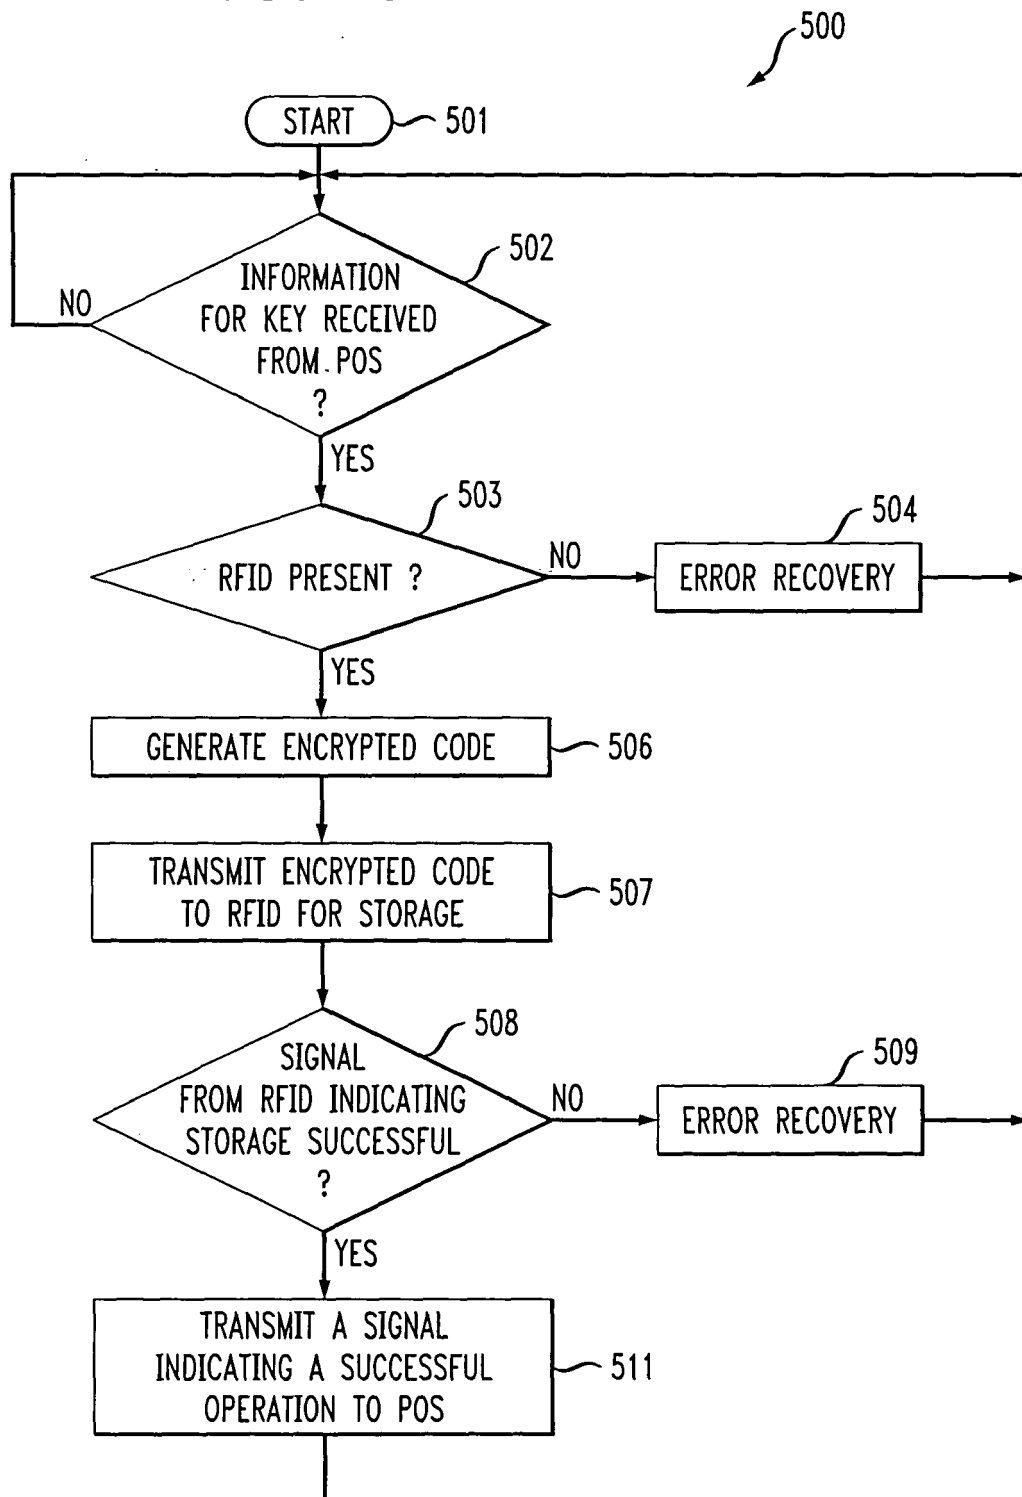 500
START
501
INFORMATION
FOR KEY RECEIVED
FROM POS
?
502
NO
YES
503
RFID PRESENT ?
NO
504
ERROR RECOVERY
YES
GENERATE ENCRYPTED CODE
506
TRANSMIT ENCRYPTED CODE
TO RFID FOR STORAGE
507
508
SIGNAL
FROM RFID INDICATING
STORAGE SUCCESSFUL
?
NO
509
ERROR RECOVERY
YES
TRANSMIT A SIGNAL
INDICATING A SUCCESSFUL
OPERATION TO POS
511